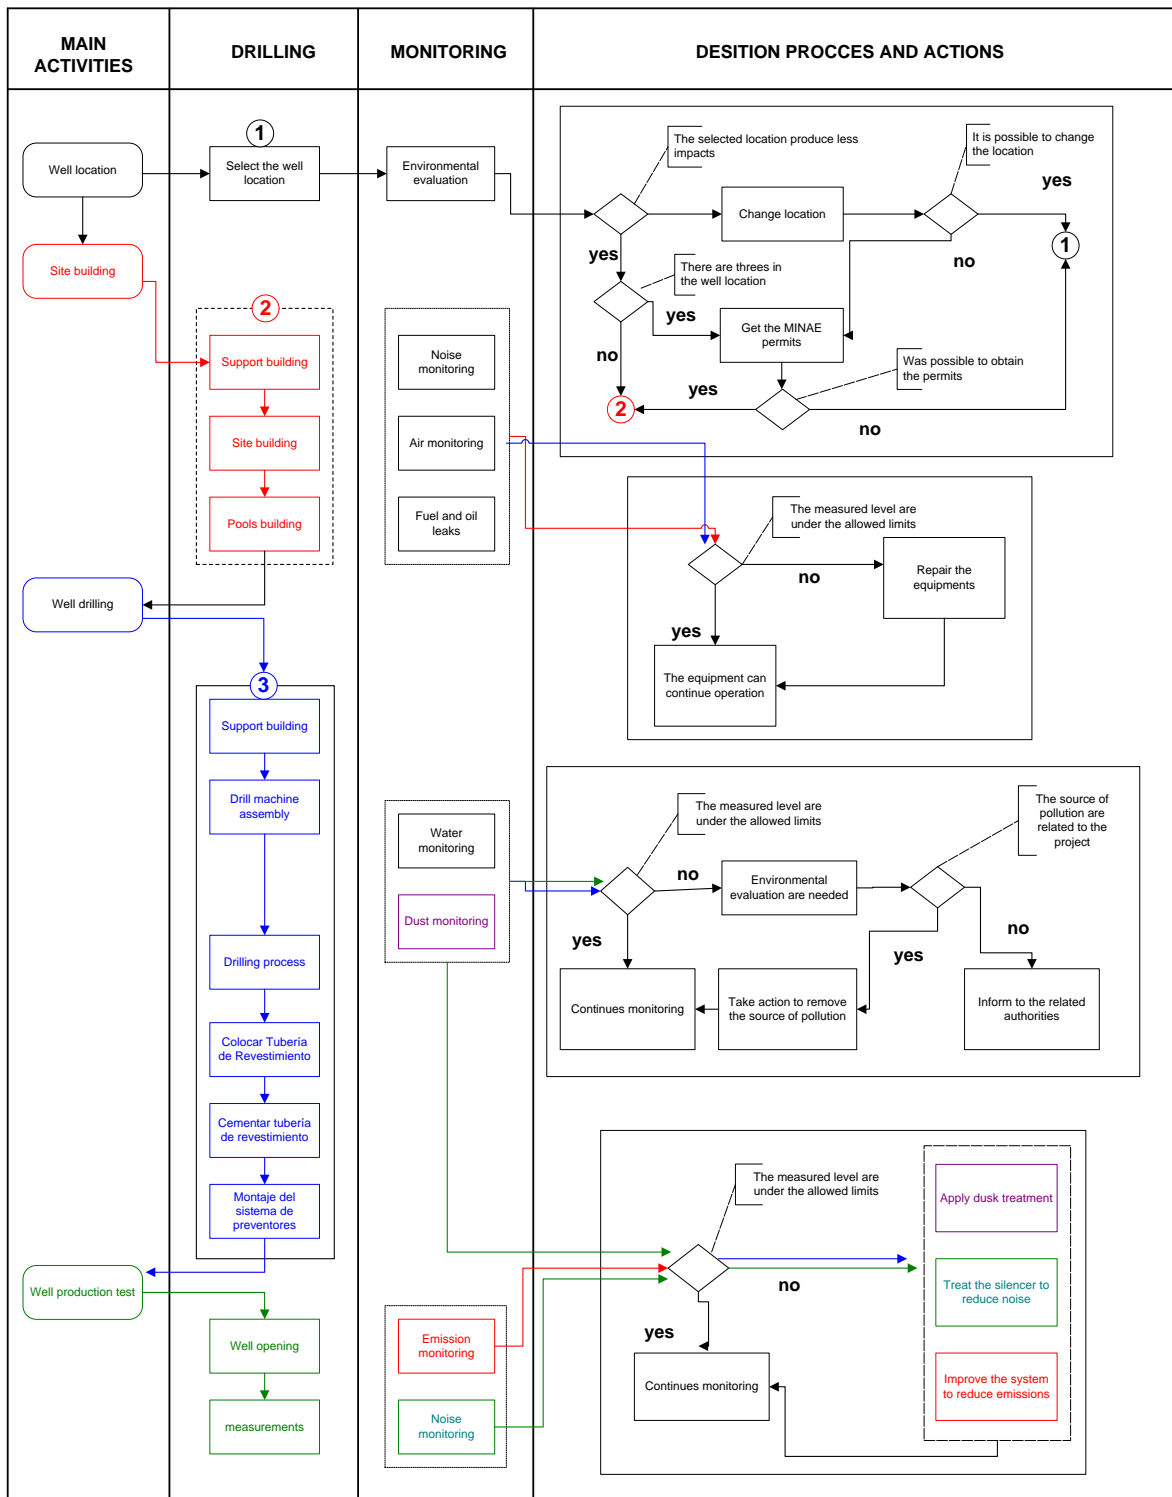 MAIN
ACTIVITIES
DRILLING
MONITORING
DESITION PROCCES AND ACTIONS
1
Well location
Select the well
location
Environmental
evaluation
The selected location produce less
impacts
It is possible to change
the location
yes
Change location
1
yes
no
Site building
There are threes in
the well location
2
yes
Get the MINAE
permits
Support building
Noise
monitoring
no
Was possible to obtain
the permits
yes
2
no
Site building
Air monitoring
Pools building
Fuel and oil
leaks
The measured level are
under the allowed limits
no
Repair the
equipments
Well drilling
yes
The equipment can
continue operation
3
Support building
Drill machine
assembly
Water
monitoring
The measured level are
under the allowed limits
The source of
pollution are
related to the
project
no
Environmental
evaluation are needed
Dust monitoring
yes
yes
no
Drilling process
Continues monitoring
Take action to remove
the source of pollution
Inform to the related
authorities
Colocar Tubería
de Revestimiento
Cementar tubería
de revestimiento
Montaje del
sistema de
preventores
The measured level are
under the allowed limits
Apply dusk treatment
no
Treat the silencer to
reduce noise
Well production test
Well opening
Emission
monitoring
yes
Continues monitoring
Improve the system
to reduce emissions
measurements
Noise
monitoring